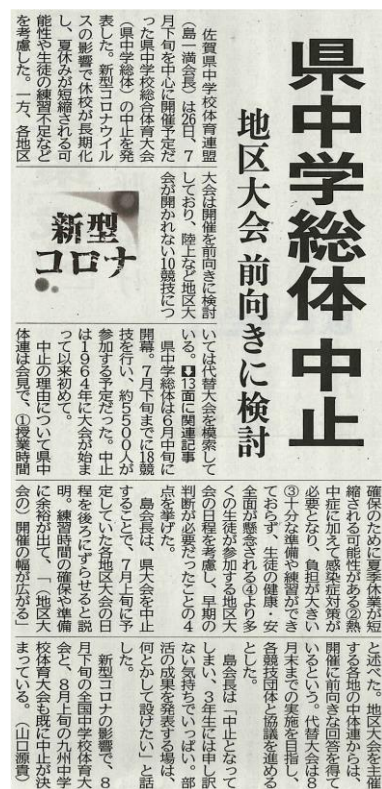 県中学総体 中止
地区大会 前向きに検討
佐賀県中学校体育連盟
(島一満会長)は26日、7
月下旬を中心に開催予定だ
った県中学校総合体育大会
(県中学総体)の中止を発
表した。新型コロナウイル
スの影響で休校が長期化
し、夏休みが短縮される可
能性や生徒の練習不足など
を考慮した。一方、各地区
大会は開催を前向きに検討
しており、陸上など地区大
会が開かれない10競技につ
新型
コロナ
いては代替大会を模索して
いる。⬇13面に関連記事
県中学総体は6月中旬に
開幕。7月下旬までに18競
技を行い、約5500人が
参加する予定だった。中止
は1964年に大会が始ま
って以来初めて。
中止の理由について県中
体連は会見で、①授業時間
確保のために夏季休業が短
縮される可能性がある②熱
中症に加えて感染症対策が
必要となり、負担が大きい
③十分な準備や練習ができ
ておらず、生徒の健康・安
全面が懸念される④より多
くの生徒が参加する地区大
会の日程を考慮し、早期の
判断が必要だったことの4
点を挙げた。
島会長は、県大会を中止
することで、7月上旬に予
定していた各地区大会の日
程を後ろにずらせると説
明。練習時間の確保や準備
に余裕が出て、「(地区大
会の)開催の幅が広がる」
と述べた。地区大会を主催
する各地の中体連からは、
開催に前向きな回答を得て
いるという。代替大会は8
月末までの実施を目指し、
各競技団体と協議を進める
とした。
島会長は「中止となって
しまい、3年生には申し訳
ない気持ちでいっぱい。部
活の成果を発表する場は、
何とかして設けたい」と話
した。
新型コロナの影響で、8
月下旬の全国中学校体育大
会と、8月上旬の九州中学
校体育大会も既に中止が決
まっている。(山口源貴)